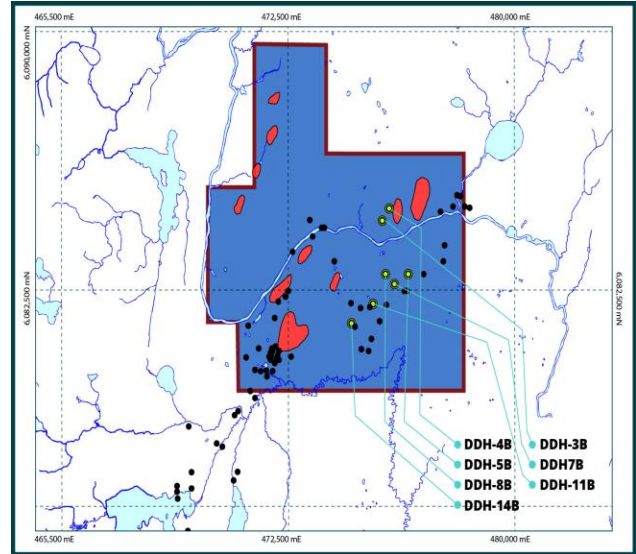 465,500 mE 472,500 mE 480,000 mE
6,090,000 mN
6,082,500 mN 6,082,500 mN
DDH-4B DDH-3B
DDH-5B DDH7B
DDH-8B DDH-11B
DDH-14B
465,500 mE 472,500 mE 480,000 mE